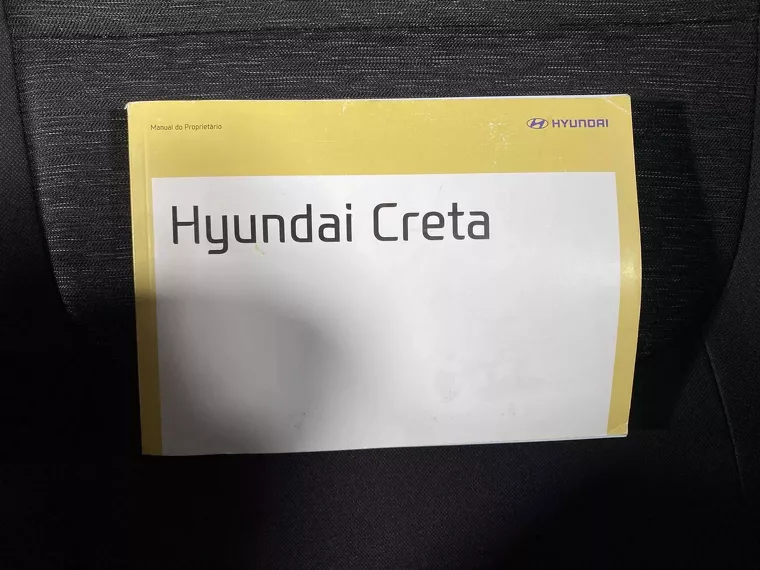 Manual do Proprietário
HYUNDAI
Hyundai Creta